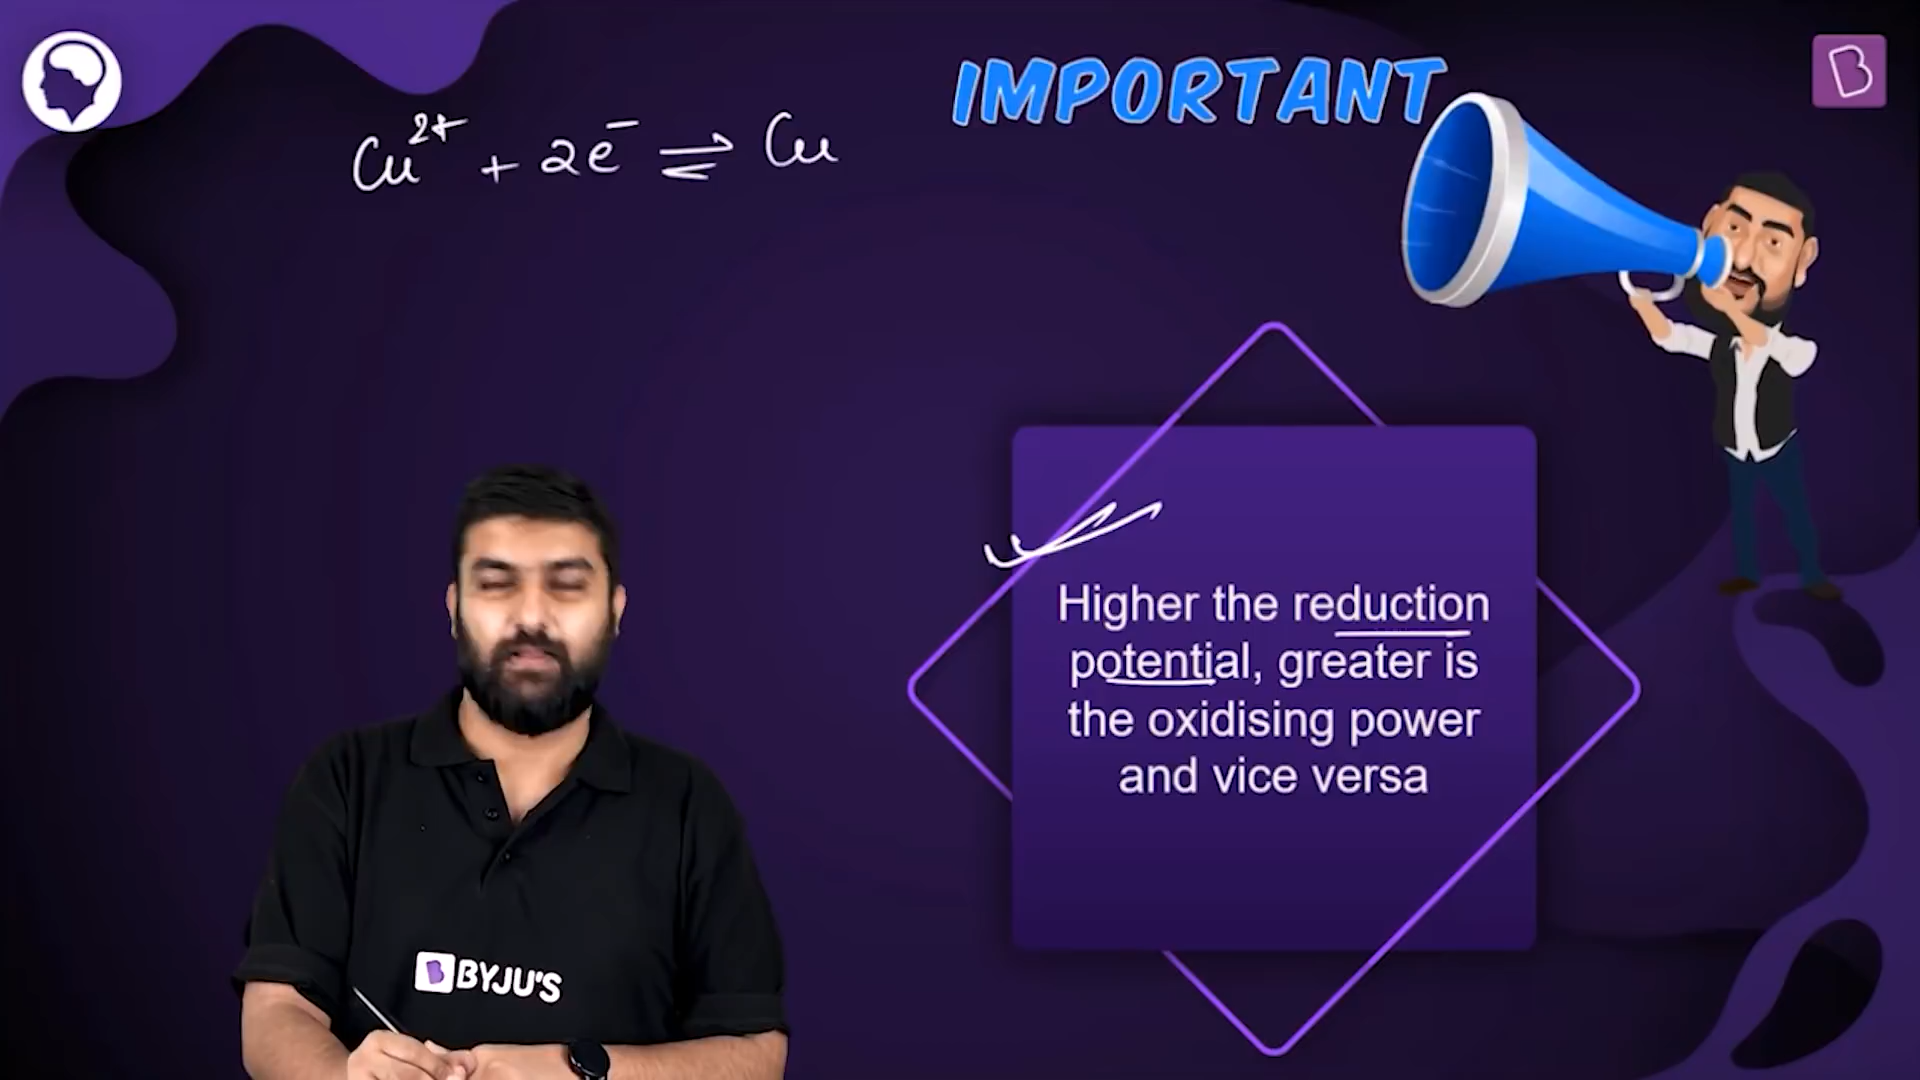 Cu²⁺ + 2e⁻ ⇌ Cu
IMPORTANT
B
Higher the reduction
potential, greater is
the oxidising power
and vice versa
BYJU'S